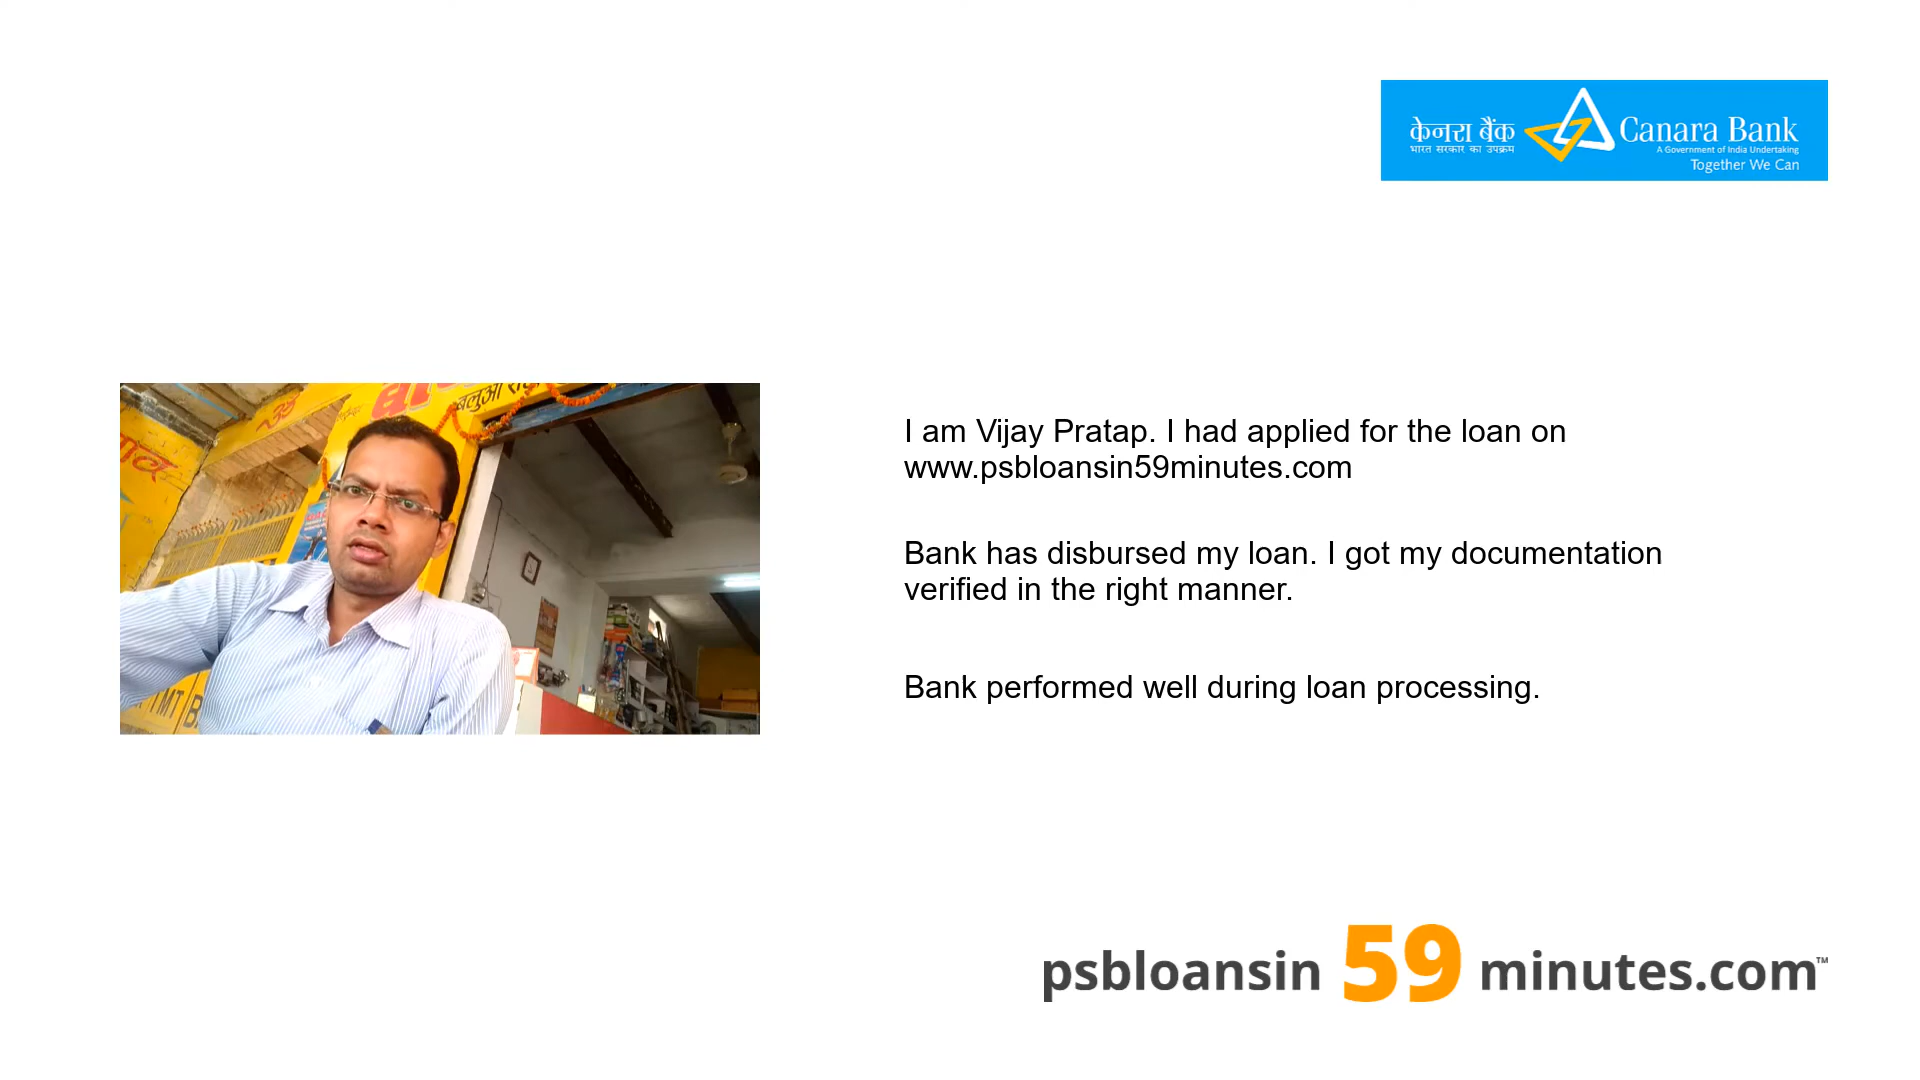 केनरा बैंक
भारत सरकार का उपक्रम
Canara Bank
A Government of India Undertaking
Together We Can
बलुआ
TMT
I am Vijay Pratap. I had applied for the loan on
www.psbloansin59minutes.com
Bank has disbursed my loan. I got my documentation
verified in the right manner.
Bank performed well during loan processing.
psbloansin 59 minutes.com™